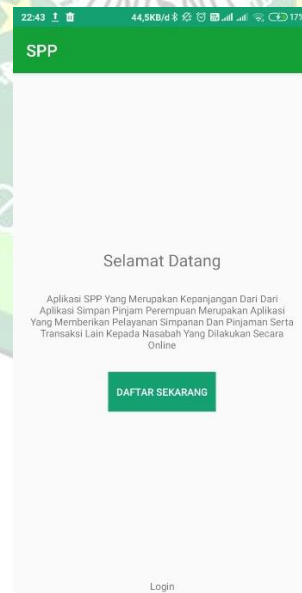 22:43
44,5KB/d
17%
SPP
Selamat Datang
Aplikasi SPP Yang Merupakan Kepanjangan Dari Dari
Aplikasi Simpan Pinjam Perempuan Merupakan Aplikasi
Yang Memberikan Pelayanan Simpanan Dan Pinjaman Serta
Transaksi Lain Kepada Nasabah Yang Dilakukan Secara
Online
DAFTAR SEKARANG
Login